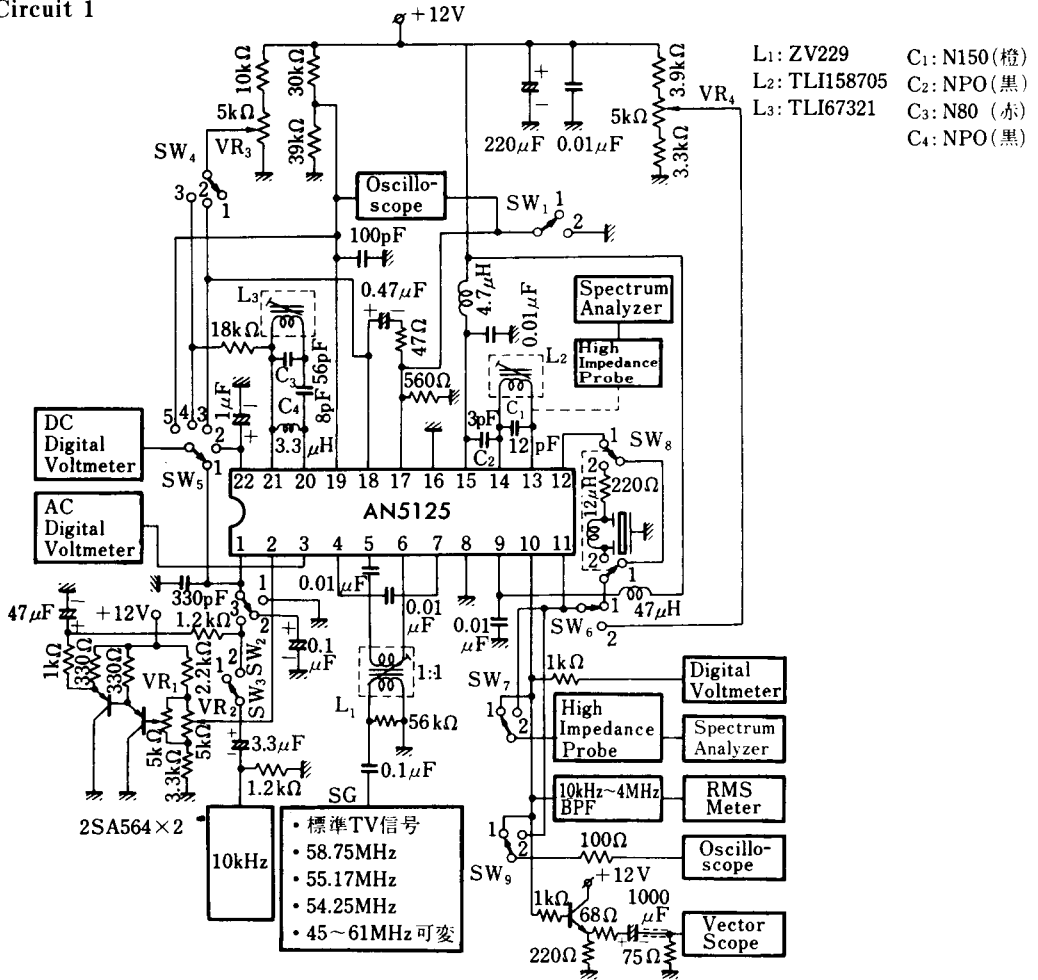 Circuit 1
+12V
10kΩ
30kΩ
5kΩ
VR3
39kΩ
SW4
3
2
1
220μF
0.01μF
3.9kΩ
5kΩ
VR4
3.3kΩ
L1: ZV229
L2: TLI158705
L3: TLI67321
C1: N150(橙)
C2: NPO(黒)
C3: N80 (赤)
C4: NPO(黒)
Oscillo-
scope
SW1
1
2
100pF
L3
0.47μF
47Ω
18kΩ
56pF
C3
8pF
C4
3.3 μH
560Ω
4.7μH
0.01μF
L2
3pF
C1
12 pF
C2
Spectrum
Analyzer
High
Impedance
Probe
1
SW8
2
220Ω
12μH
2
1
1μF
5
4
3
2
1
SW5
DC
Digital
Voltmeter
AC
Digital
Voltmeter
22 21 20 19 18 17 16 15 14 13 12
AN5125
1 2 3 4 5 6 7 8 9 10 11
330pF
0.01
μF
0.01
μF
0.01
μF
47μH
1
SW6
2
47μF
+12V
1.2kΩ
1
3
2
SW2
0.1
μF
1kΩ
330Ω
330Ω
2.2kΩ
VR1
VR2
5kΩ
5kΩ
3.3kΩ
1
2
SW3
3.3μF
1.2kΩ
2SA564×2
10kHz
1:1
L1
56kΩ
0.1μF
SG
・標準TV信号
・58.75MHz
・55.17MHz
・54.25MHz
・45~61MHz可変
1kΩ
Digital
Voltmeter
SW7
1
2
High
Impedance
Probe
Spectrum
Analyzer
10kHz~4MHz
BPF
RMS
Meter
1
2
SW9
100Ω
Oscillo-
scope
+12V
1kΩ
68Ω
1000
μF
220Ω
75Ω
Vector
Scope